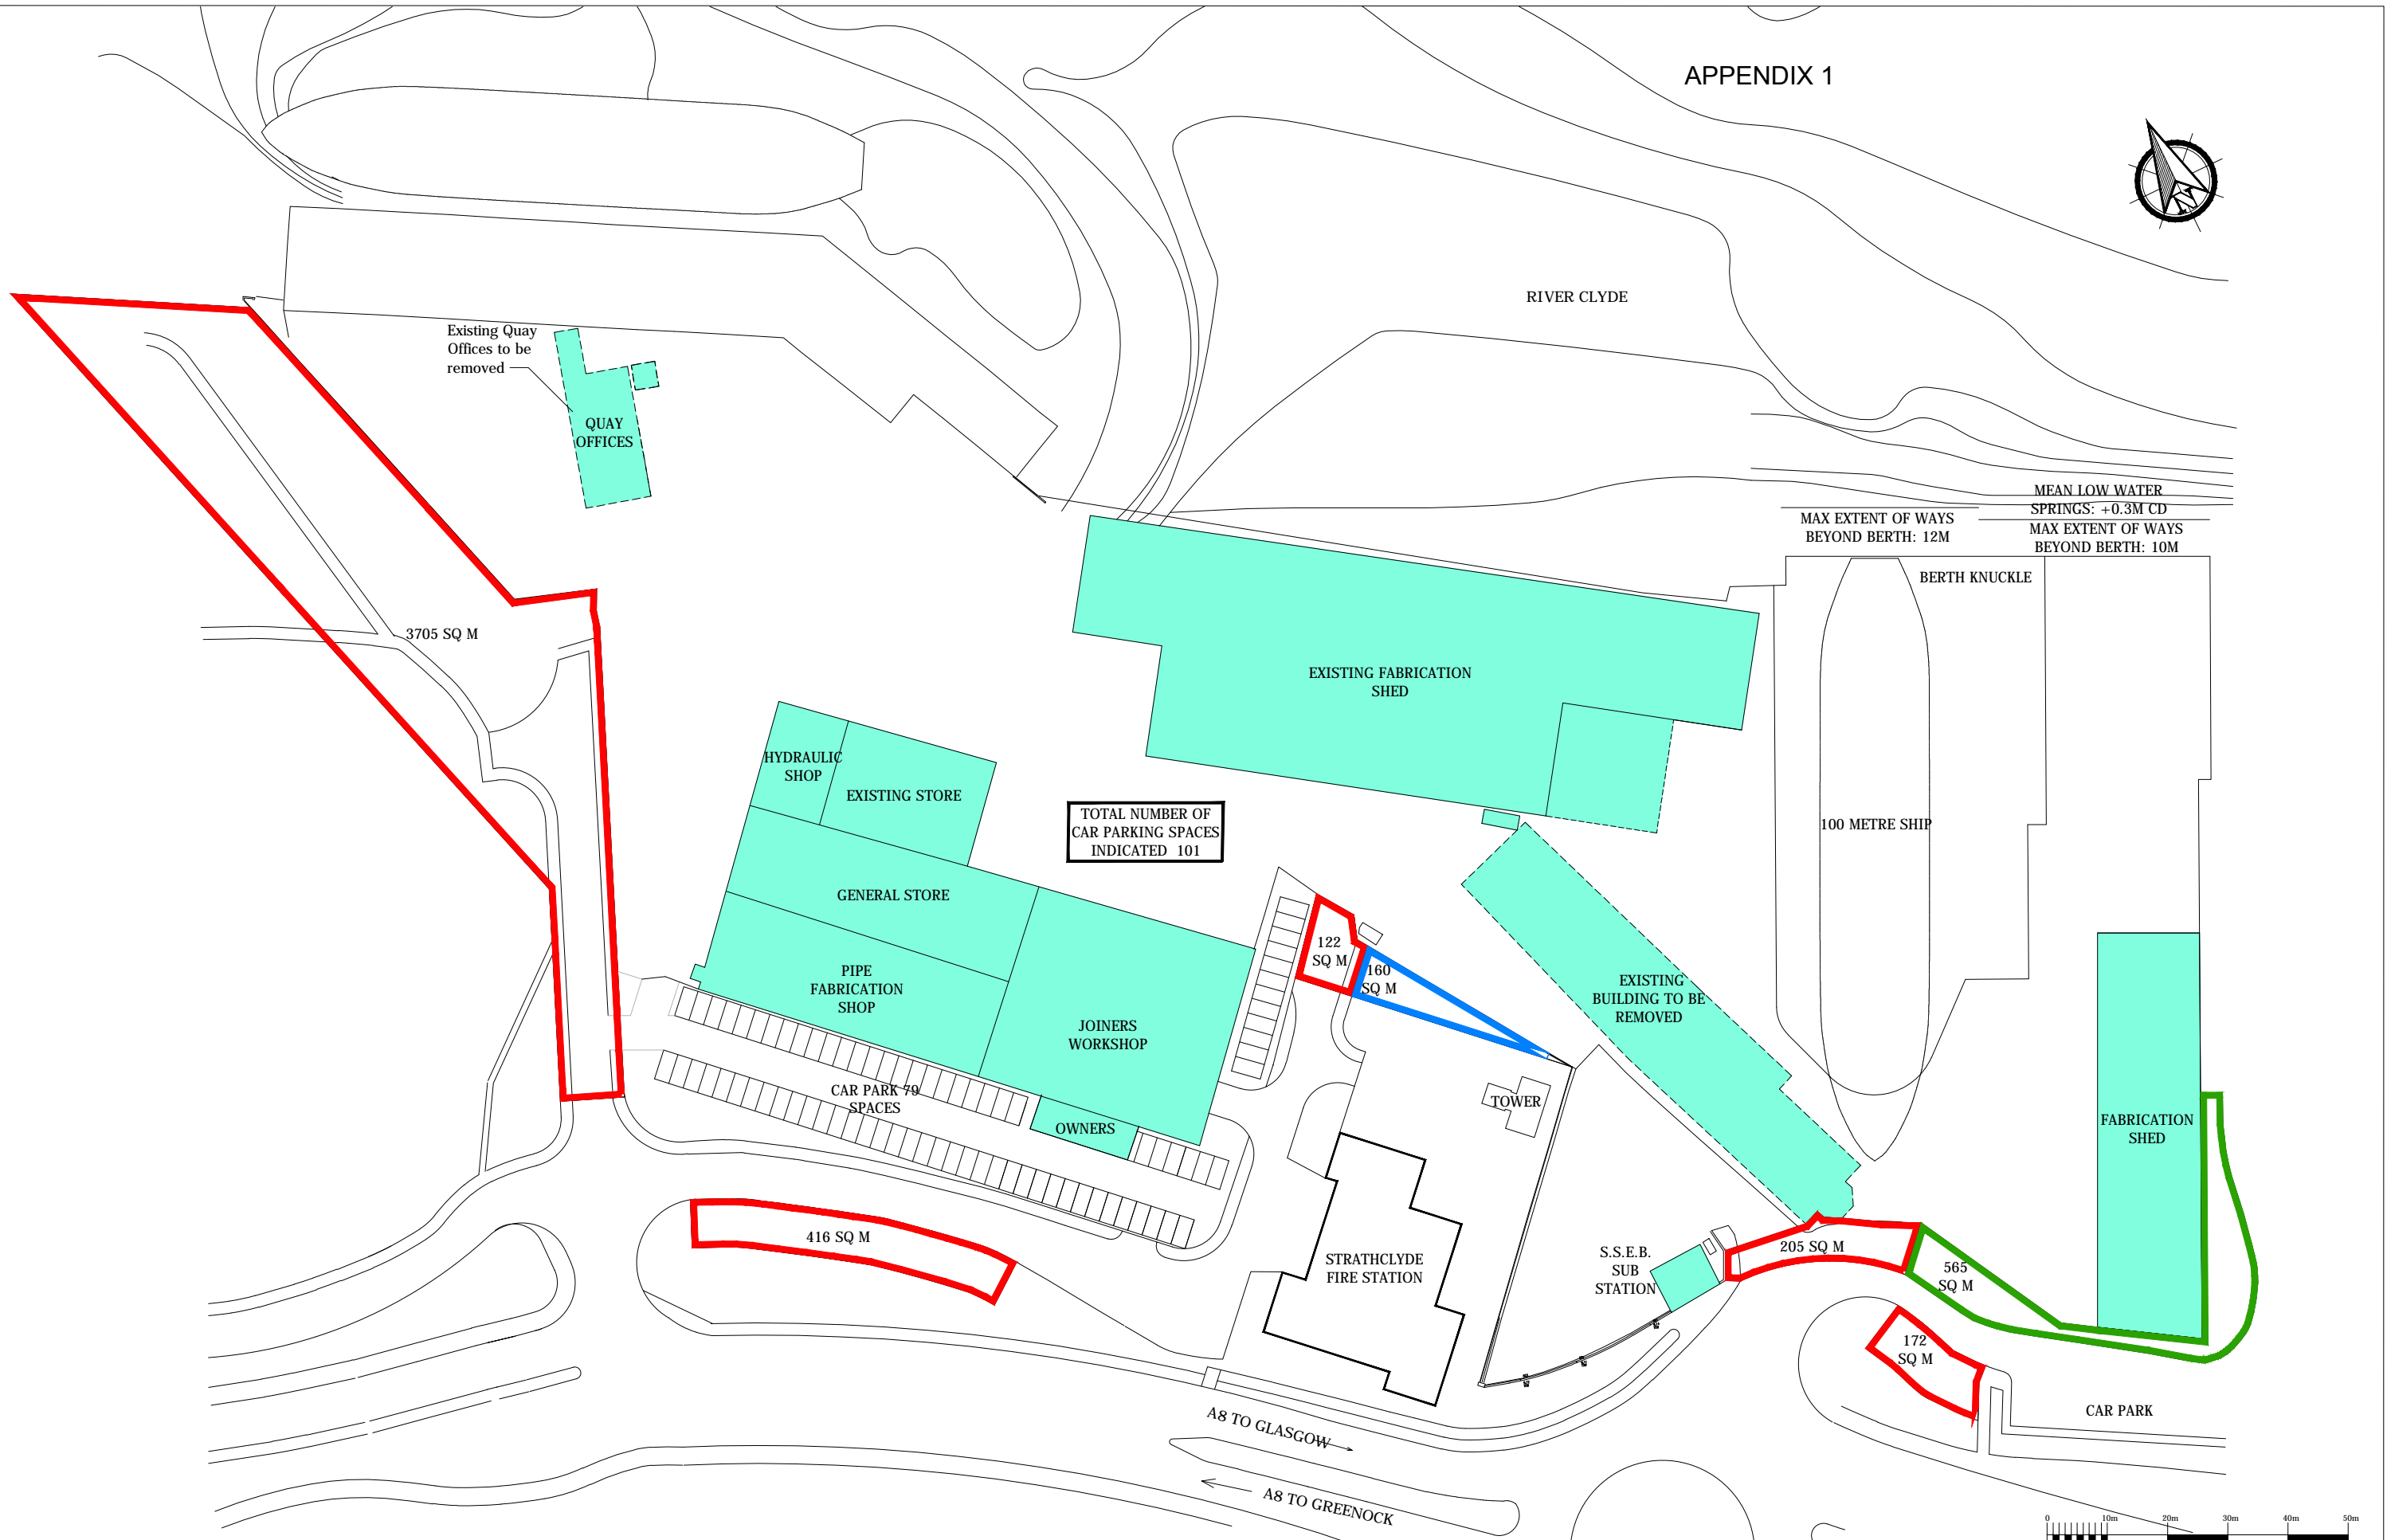 APPENDIX 1
N
RIVER CLYDE
Existing Quay
Offices to be
removed
QUAY
OFFICES
MEAN LOW WATER
SPRINGS: +0.3M CD
MAX EXTENT OF WAYS
BEYOND BERTH: 12M
MAX EXTENT OF WAYS
BEYOND BERTH: 10M
BERTH KNUCKLE
3705 SQ M
EXISTING FABRICATION
SHED
HYDRAULIC
SHOP
EXISTING STORE
TOTAL NUMBER OF
CAR PARKING SPACES
INDICATED 101
100 METRE SHIP
GENERAL STORE
122
SQ M
160
SQ M
PIPE
FABRICATION
SHOP
EXISTING
BUILDING TO BE
REMOVED
JOINERS
WORKSHOP
CAR PARK 79
SPACES
OWNERS
TOWER
FABRICATION
SHED
416 SQ M
STRATHCLYDE
FIRE STATION
S.S.E.B.
SUB
STATION
205 SQ M
565
SQ M
172
SQ M
CAR PARK
A8 TO GLASGOW
A8 TO GREENOCK
0 10m 20m 30m 40m 50m